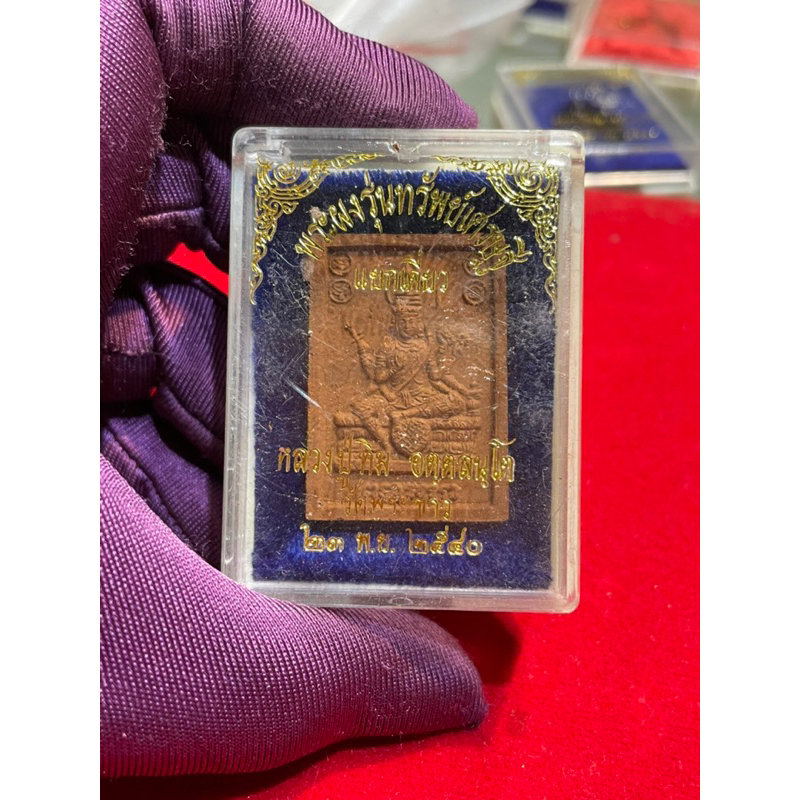 พระผงรุ่นทรัพย์เศรษฐี
แยกเดี่ยว
หลวงปู่ทิม อตฺตสนฺโต
วัดพระขาว
๒๓ พ.ย. ๒๕๔๐